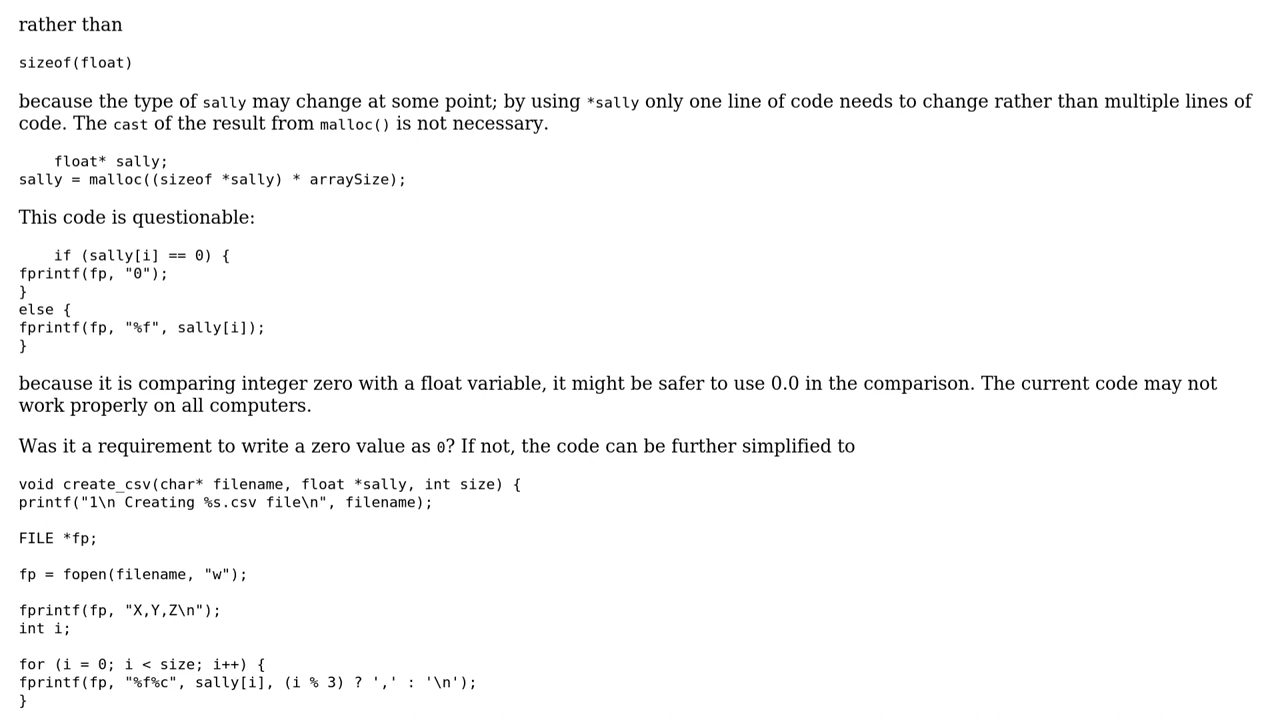 rather than
sizeof(float)
because the type of sally may change at some point; by using *sally only one line of code needs to change rather than multiple lines of
code. The cast of the result from malloc() is not necessary.
    float* sally;
sally = malloc((sizeof *sally) * arraySize);
This code is questionable:
    if (sally[i] == 0) {
fprintf(fp, "0");
}
else {
fprintf(fp, "%f", sally[i]);
}
because it is comparing integer zero with a float variable, it might be safer to use 0.0 in the comparison. The current code may not
work properly on all computers.
Was it a requirement to write a zero value as 0? If not, the code can be further simplified to
void create_csv(char* filename, float *sally, int size) {
printf("1\n Creating %s.csv file\n", filename);
FILE *fp;
fp = fopen(filename, "w");
fprintf(fp, "X,Y,Z\n");
int i;
for (i = 0; i < size; i++) {
fprintf(fp, "%f%c", sally[i], (i % 3) ? ',' : '\n');
}